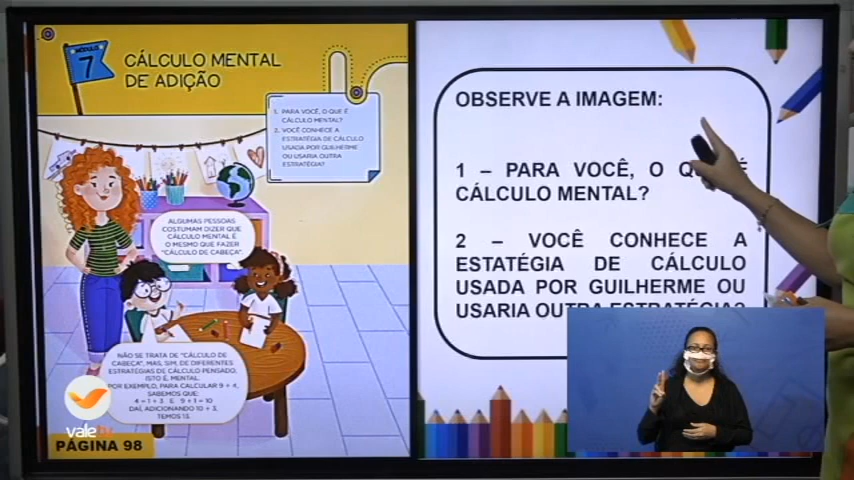 MÓDULO
7
CÁLCULO MENTAL
DE ADIÇÃO
1. PARA VOCÊ, O QUE É
CÁLCULO MENTAL?
2. VOCÊ CONHECE A
ESTRATÉGIA DE CÁLCULO
USADA POR GUILHERME
OU USARIA OUTRA
ESTRATÉGIA?
ALGUMAS PESSOAS
COSTUMAM DIZER QUE
CÁLCULO MENTAL É
O MESMO QUE FAZER
"CÁLCULO DE CABEÇA".
NÃO SE TRATA DE "CÁLCULO DE
CABEÇA", MAS, SIM, DE DIFERENTES
ESTRATÉGIAS DE CÁLCULO PENSADO,
ISTO É, MENTAL.
POR EXEMPLO, PARA CALCULAR 9 + 4,
SABEMOS QUE:
4 = 1 + 3 E 9 + 1 = 10
DAÍ, ADICIONANDO 10 + 3,
TEMOS 13.
vale tv
PÁGINA 98
OBSERVE A IMAGEM:
1 – PARA VOCÊ, O Q É
CÁLCULO MENTAL?
2 – VOCÊ CONHECE A
ESTATÉGIA DE CÁLCULO
USADA POR GUILHERME OU
USARIA OUTRA ESTRATÉGIA?